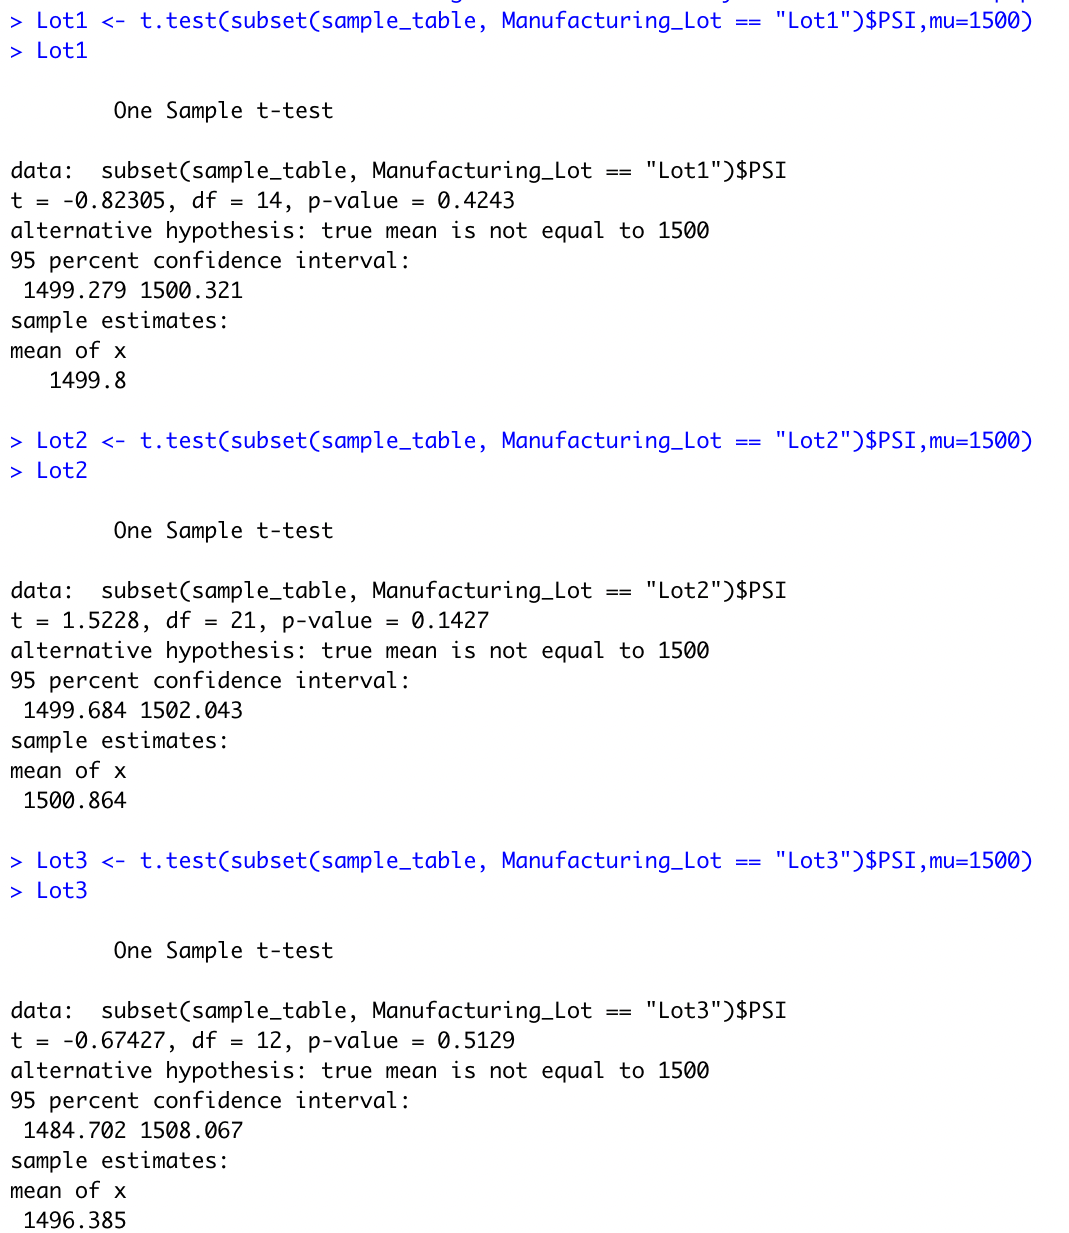 > Lot1 <- t.test(subset(sample_table, Manufacturing_Lot == "Lot1")$PSI,mu=1500)
> Lot1
One Sample t-test
data:  subset(sample_table, Manufacturing_Lot == "Lot1")$PSI
t = -0.82305, df = 14, p-value = 0.4243
alternative hypothesis: true mean is not equal to 1500
95 percent confidence interval:
1499.279 1500.321
sample estimates:
mean of x
1499.8
> Lot2 <- t.test(subset(sample_table, Manufacturing_Lot == "Lot2")$PSI,mu=1500)
> Lot2
One Sample t-test
data:  subset(sample_table, Manufacturing_Lot == "Lot2")$PSI
t = 1.5228, df = 21, p-value = 0.1427
alternative hypothesis: true mean is not equal to 1500
95 percent confidence interval:
1499.684 1502.043
sample estimates:
mean of x
1500.864
> Lot3 <- t.test(subset(sample_table, Manufacturing_Lot == "Lot3")$PSI,mu=1500)
> Lot3
One Sample t-test
data:  subset(sample_table, Manufacturing_Lot == "Lot3")$PSI
t = -0.67427, df = 12, p-value = 0.5129
alternative hypothesis: true mean is not equal to 1500
95 percent confidence interval:
1484.702 1508.067
sample estimates:
mean of x
1496.385